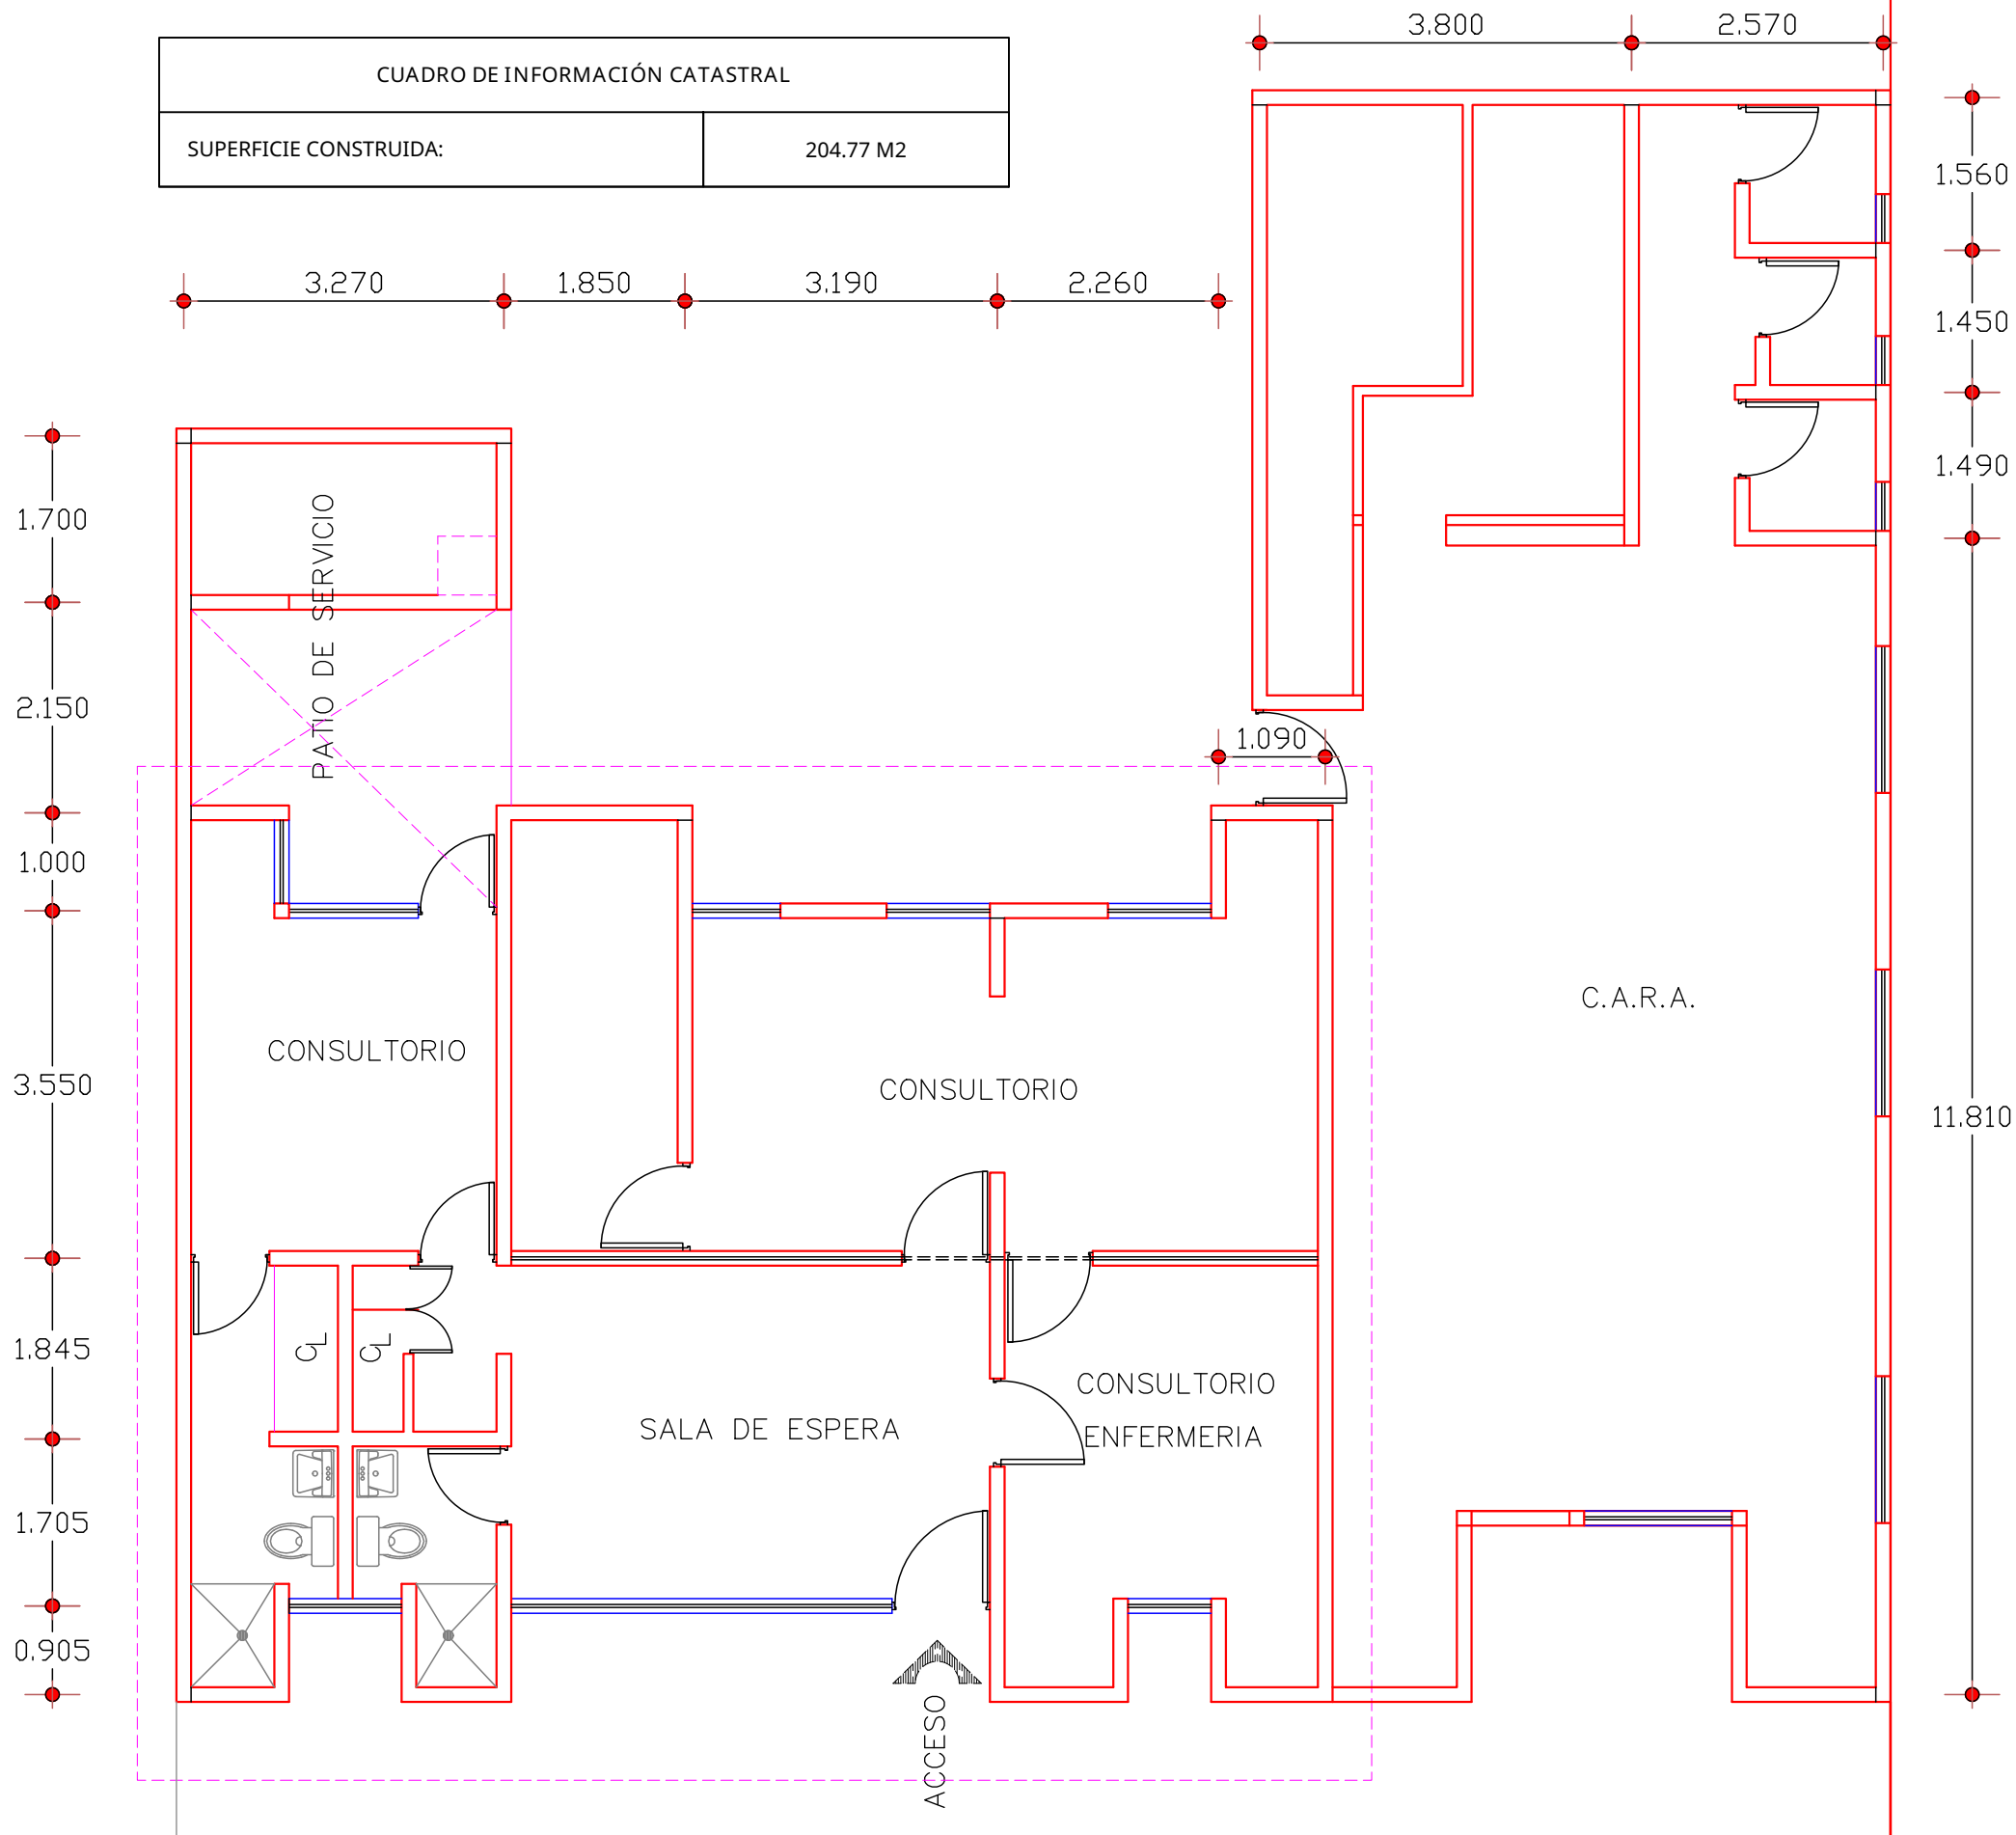 3.800
2.570
CUADRO DE INFORMACIÓN CATASTRAL
SUPERFICIE CONSTRUIDA:
204.77 M2
1.560
3.270
1.850
3.190
2.260
1.450
1.490
1.700
PATIO DE SERVICIO
2.150
1.090
1.000
C.A.R.A.
CONSULTORIO
3.550
CONSULTORIO
11.810
1.845
CL
CL
CONSULTORIO
ENFERMERIA
SALA DE ESPERA
1.705
0.905
ACCESO